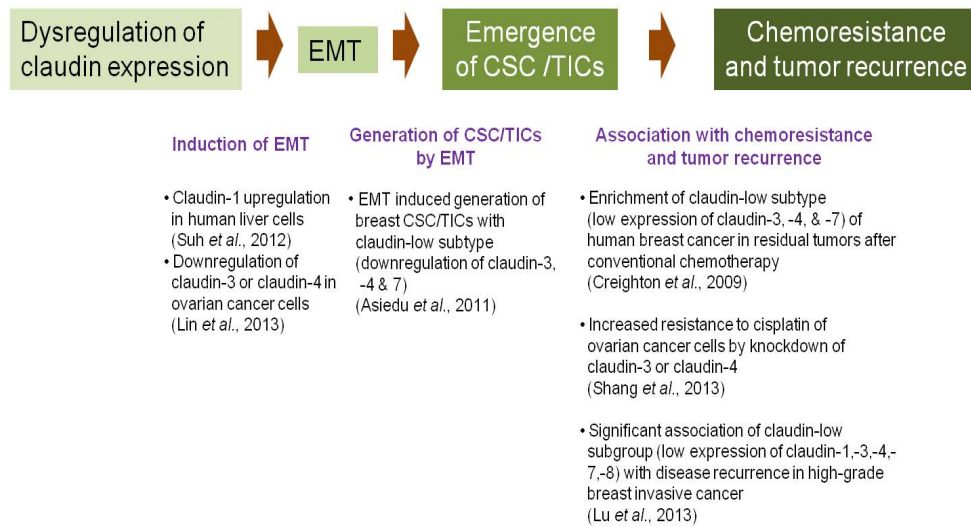 Dysregulation of
claudin expression
EMT
Emergence
of CSC /TICs
Chemoresistance
and tumor recurrence
Induction of EMT
• Claudin-1 upregulation
in human liver cells
(Suh et al., 2012)
• Downregulation of
claudin-3 or claudin-4 in
ovarian cancer cells
(Lin et al., 2013)
Generation of CSC/TICs
by EMT
• EMT induced generation of
breast CSC/TICs with
claudin-low subtype
(downregulation of claudin-3,
-4 & 7)
(Asiedu et al., 2011)
Association with chemoresistance
and tumor recurrence
• Enrichment of claudin-low subtype
(low expression of claudin-3, -4, & -7) of
human breast cancer in residual tumors after
conventional chemotherapy
(Creighton et al., 2009)
• Increased resistance to cisplatin of
ovarian cancer cells by knockdown of
claudin-3 or claudin-4
(Shang et al., 2013)
• Significant association of claudin-low
subgroup (low expression of claudin-1,-3,-4,-
7,-8) with disease recurrence in high-grade
breast invasive cancer
(Lu et al., 2013)